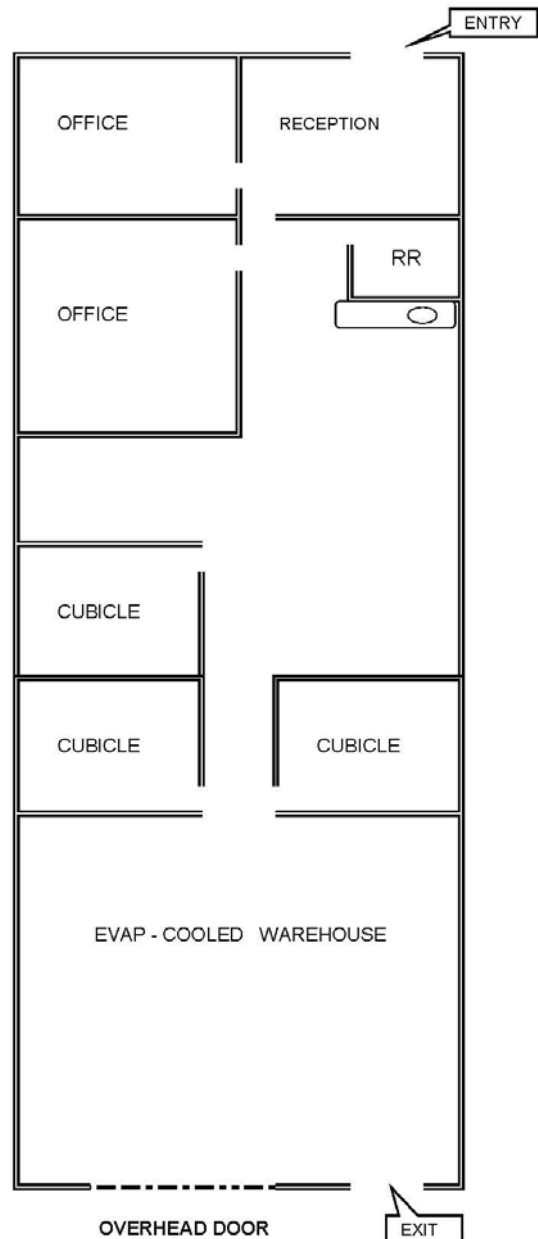 ENTRY
OFFICE
RECEPTION
RR
OFFICE
CUBICLE
CUBICLE
CUBICLE
EVAP - COOLED WAREHOUSE
OVERHEAD DOOR
EXIT